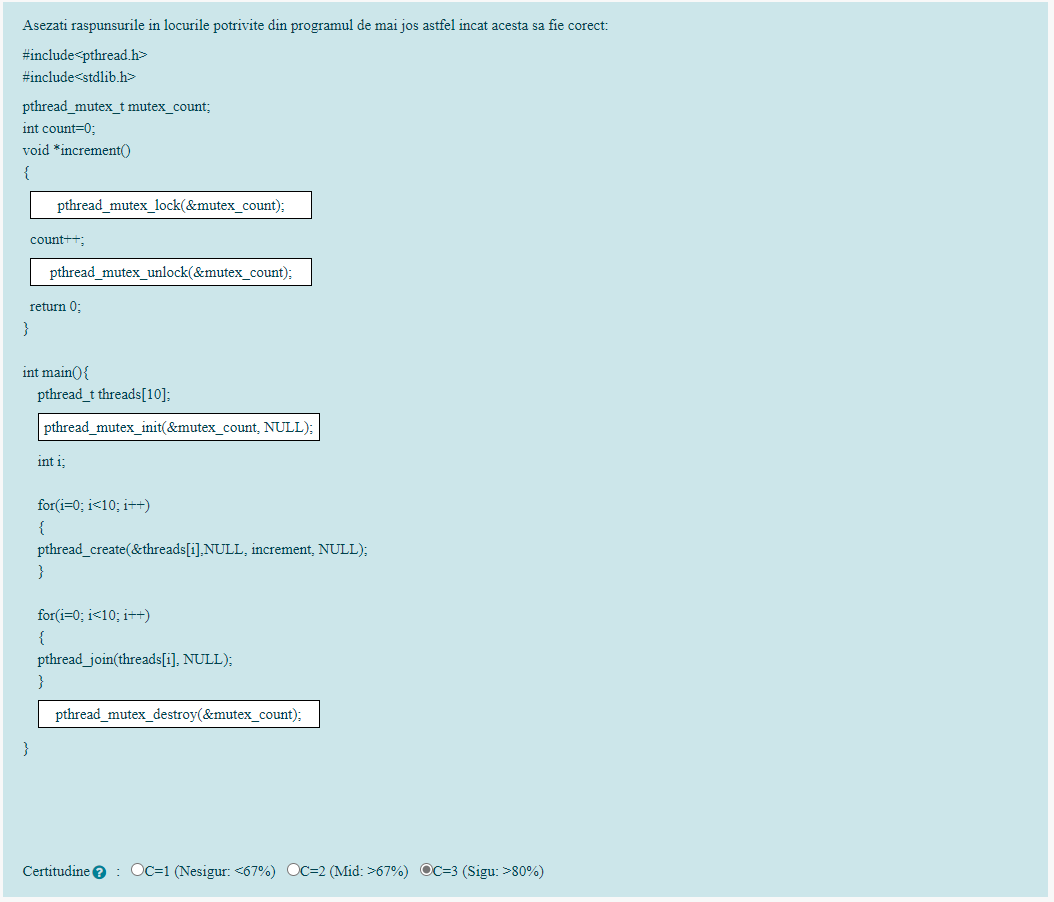 Asezati raspunsurile in locurile potrivite din programul de mai jos astfel incat acesta sa fie corect:
#include<pthread.h>
#include<stdlib.h>
pthread_mutex_t mutex_count;
int count=0;
void *increment()
{
pthread_mutex_lock(&mutex_count);
count++;
pthread_mutex_unlock(&mutex_count);
return 0;
}
int main(){
pthread_t threads[10];
pthread_mutex_init(&mutex_count, NULL);
int i;
for(i=0; i<10; i++)
{
pthread_create(&threads[i],NULL, increment, NULL);
}
for(i=0; i<10; i++)
{
pthread_join(threads[i], NULL);
}
pthread_mutex_destroy(&mutex_count);
}
Certitudine ? : C=1 (Nesigur: <67%) C=2 (Mid: >67%) C=3 (Sigu: >80%)